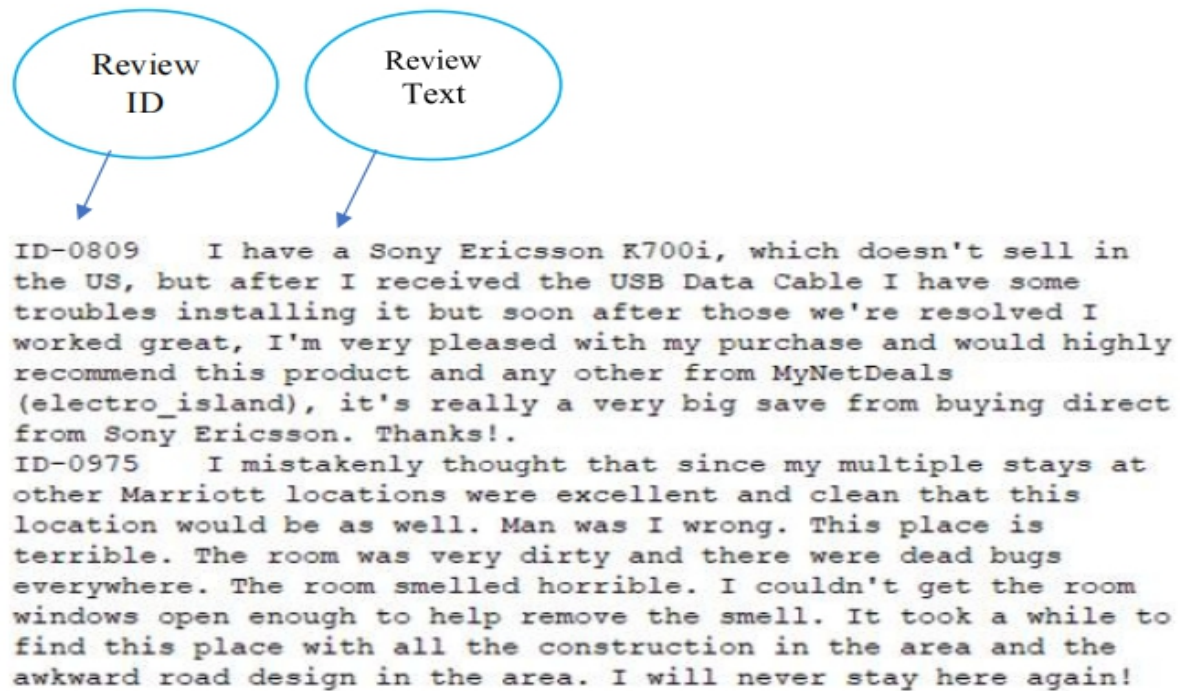 Review
ID
Review
Text
ID-0809    I have a Sony Ericsson K700i, which doesn't sell in
the US, but after I received the USB Data Cable I have some
troubles installing it but soon after those we're resolved I
worked great, I'm very pleased with my purchase and would highly
recommend this product and any other from MyNetDeals
(electro_island), it's really a very big save from buying direct
from Sony Ericsson. Thanks!.
ID-0975    I mistakenly thought that since my multiple stays at
other Marriott locations were excellent and clean that this
location would be as well. Man was I wrong. This place is
terrible. The room was very dirty and there were dead bugs
everywhere. The room smelled horrible. I couldn't get the room
windows open enough to help remove the smell. It took a while to
find this place with all the construction in the area and the
awkward road design in the area. I will never stay here again!